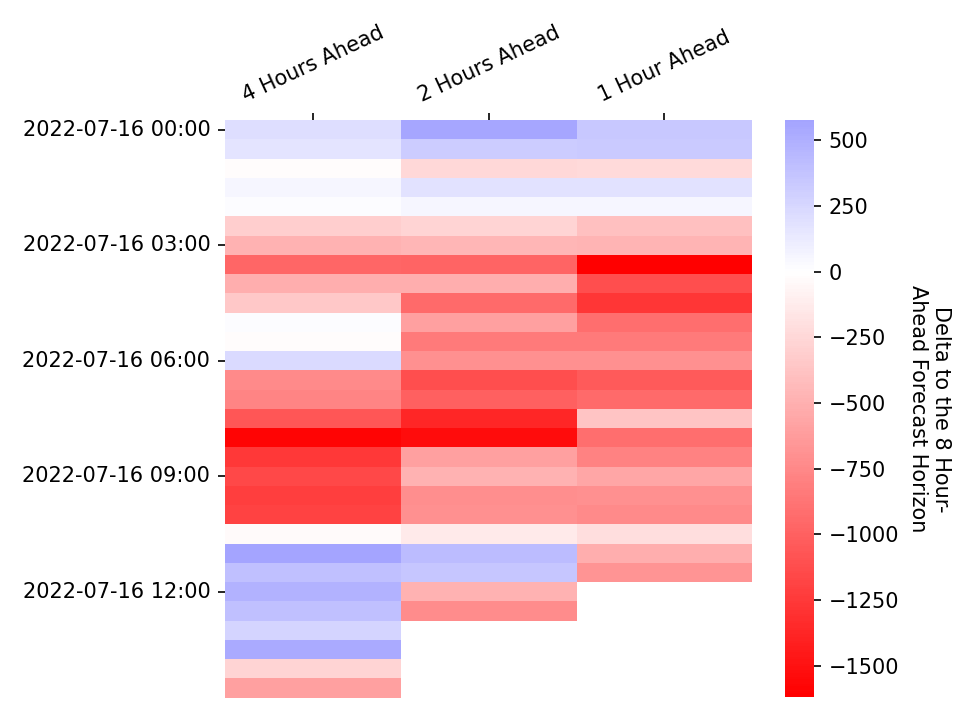 4 Hours Ahead
2 Hours Ahead
1 Hour Ahead
2022-07-16 00:00
2022-07-16 03:00
2022-07-16 06:00
2022-07-16 09:00
2022-07-16 12:00
500
250
0
−250
−500
−750
−1000
−1250
−1500
Delta to the 8 Hour-
Ahead Forecast Horizon